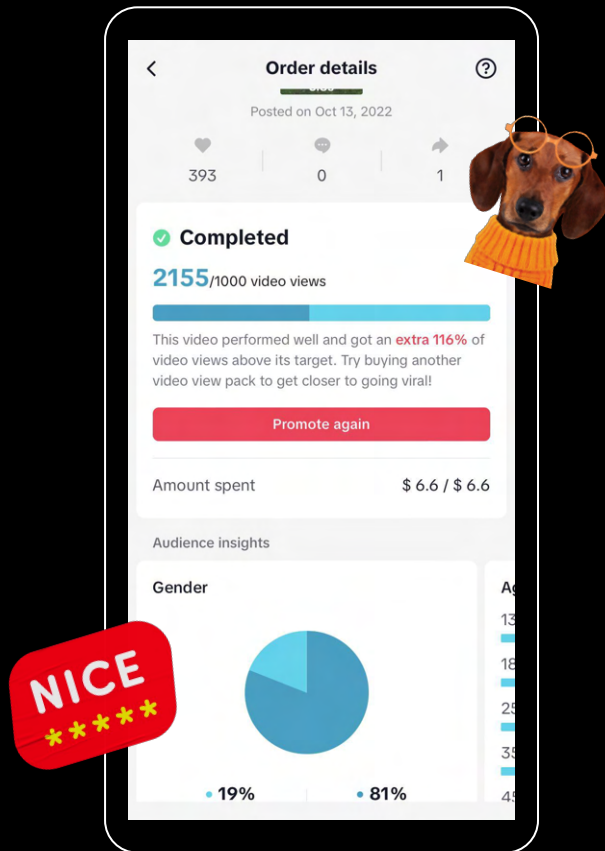 Order details
Posted on Oct 13, 2022
393
0
1
Completed
2155/1000 video views
This video performed well and got an extra 116% of
video views above its target. Try buying another
video view pack to get closer to going viral!
Promote again
Amount spent
$ 6.6 / $ 6.6
Audience insights
Gender
19%
81%
NICE